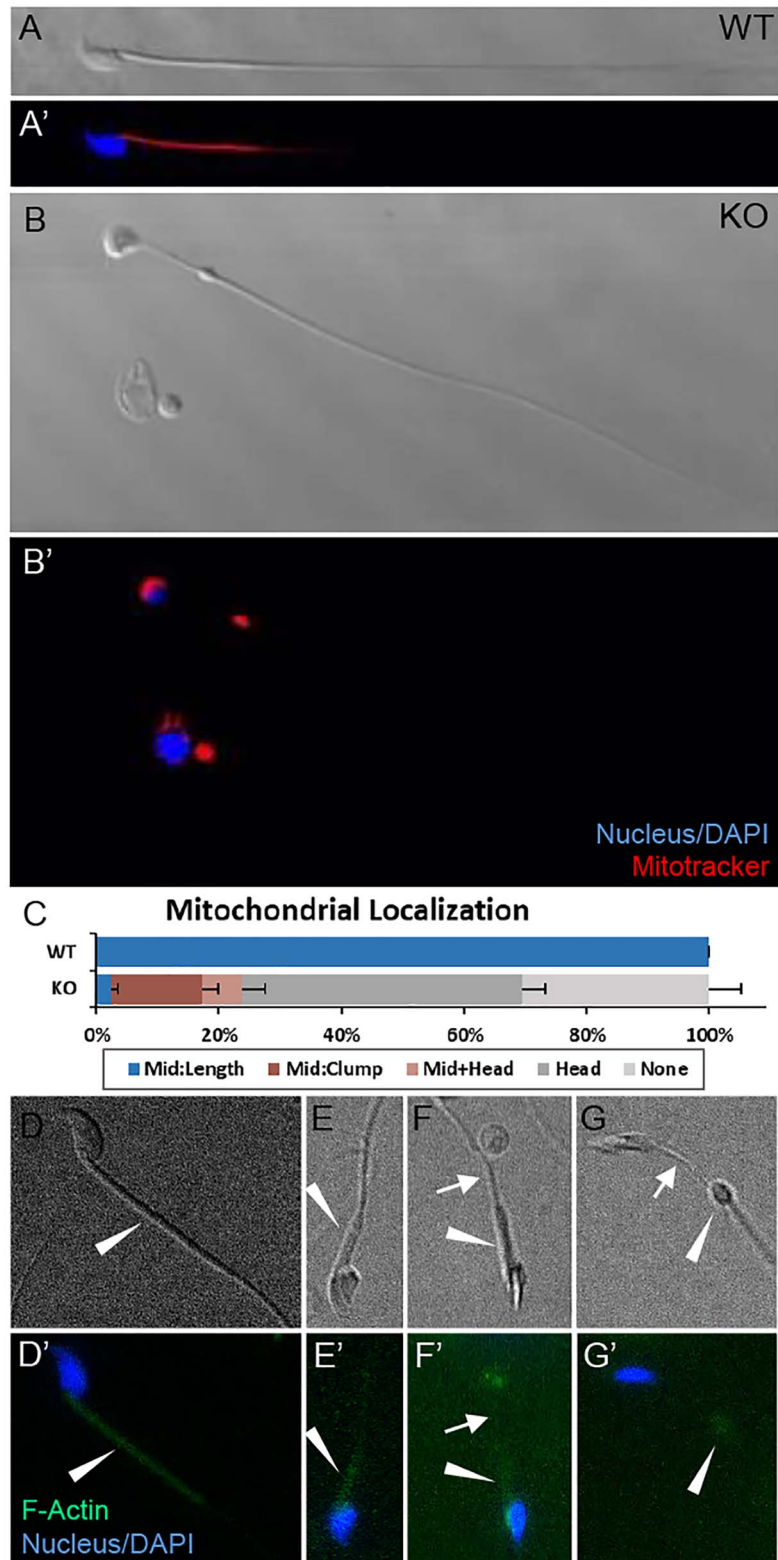 A WT
A'
B KO
B'
Nucleus/DAPI
Mitotracker
C Mitochondrial Localization
WT
KO
0% 20% 40% 60% 80% 100%
Mid:Length Mid:Clump Mid+Head Head None
D E F G
D' E' F' G'
F-Actin
Nucleus/DAPI